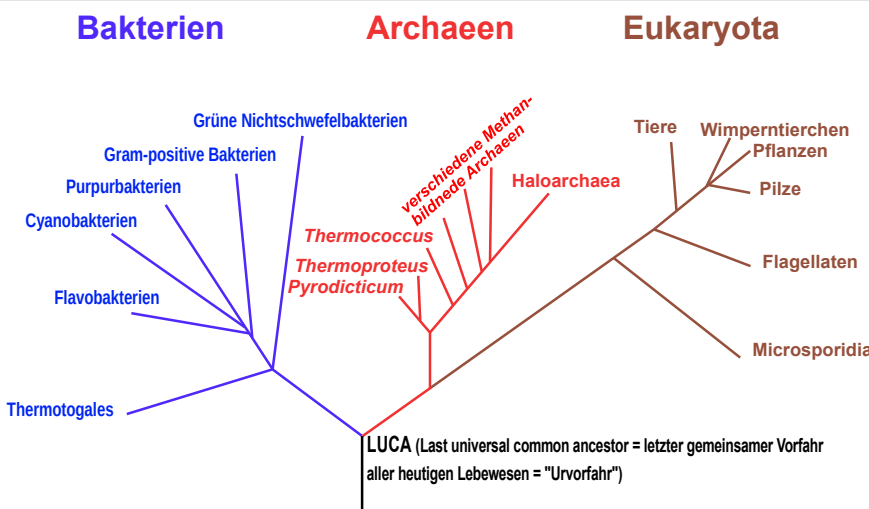 Bakterien
Archaeen
Eukaryota
Grüne Nichtschwefelbakterien
Gram-positive Bakterien
Purpurbakterien
Cyanobakterien
Flavobakterien
Thermotogales
verschiedene Methan-
bildnede Archaeen
Haloarchaea
Thermococcus
Thermoproteus
Pyrodicticum
Tiere
Wimperntierchen
Pflanzen
Pilze
Flagellaten
Microsporidia
LUCA (Last universal common ancestor = letzter gemeinsamer Vorfahr
aller heutigen Lebewesen = "Urvorfahr")